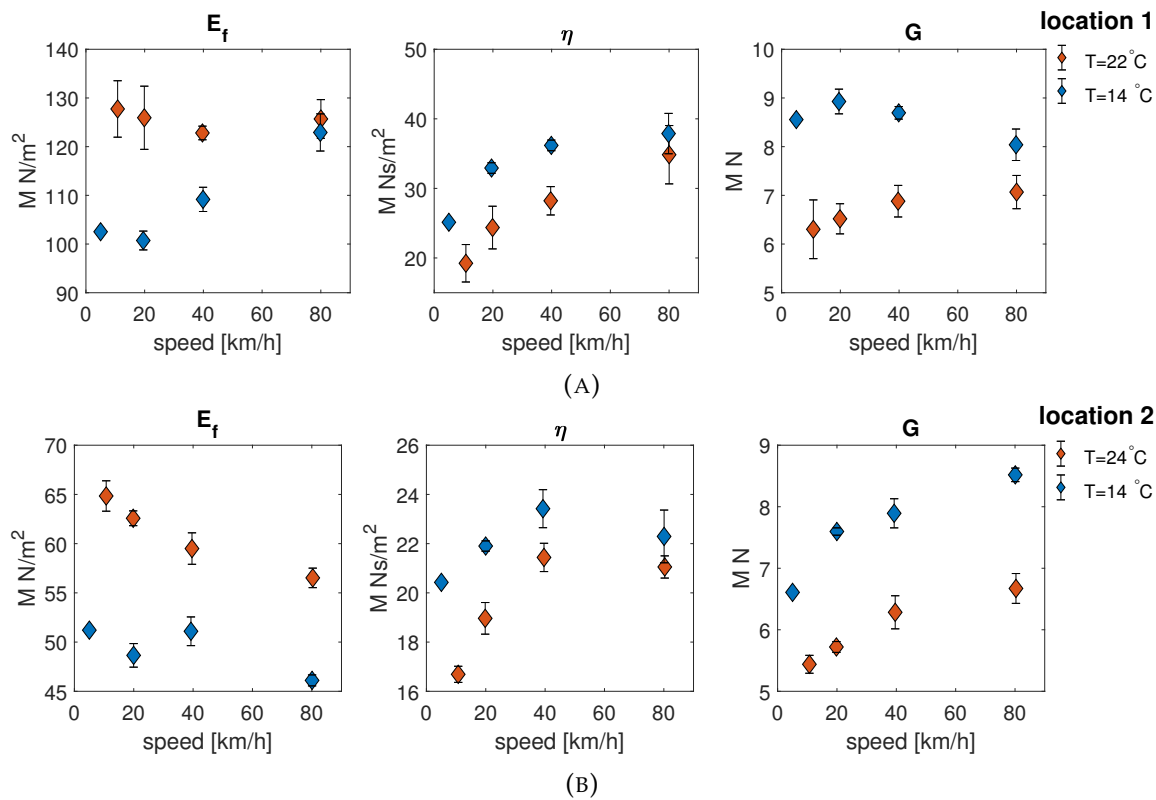 E_f
η
G
location 1
T=22 °C
T=14 °C
140
130
120
110
100
90
M N/m²
0 20 40 60 80
speed [km/h]
50
40
30
20
M Ns/m²
0 20 40 60 80
speed [km/h]
10
9
8
7
6
5
M N
0 20 40 60 80
speed [km/h]
(A)
E_f
η
G
location 2
T=24 °C
T=14 °C
70
65
60
55
50
45
M N/m²
0 20 40 60 80
speed [km/h]
26
24
22
20
18
16
M Ns/m²
0 20 40 60 80
speed [km/h]
9
8
7
6
5
M N
0 20 40 60 80
speed [km/h]
(B)